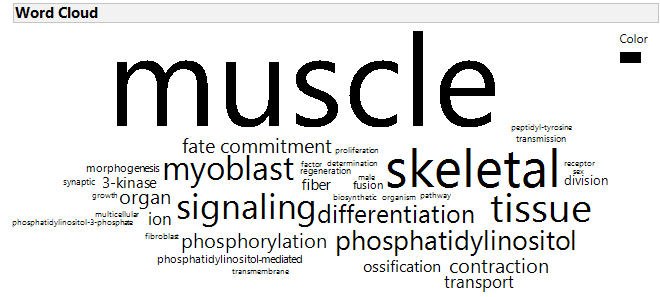 Word Cloud
Color
muscle
peptidyl-tyrosine
transmission
fate commitment proliferation
morphogenesis myoblast factor determination skeletal receptor
regeneration male sex
synaptic 3-kinase fiber fusion division
growth organ biosynthetic organism pathway
multicellular ion signaling differentiation tissue
phosphatidylinositol-3-phosphate
fibroblast phosphorylation phosphatidylinositol
phosphatidylinositol-mediated ossification contraction
transmembrane transport